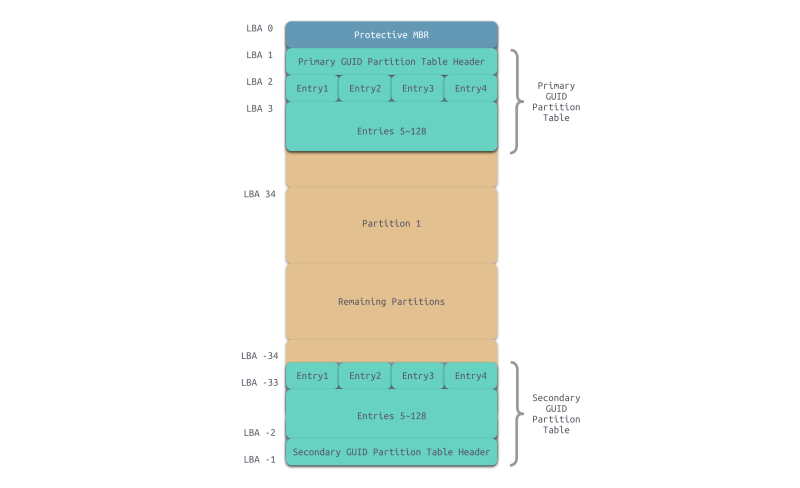 LBA 0
Protective MBR
LBA 1
Primary GUID Partition Table Header
LBA 2
Entry1 Entry2 Entry3 Entry4
LBA 3
Entries 5~128
Primary
GUID
Partition
Table
LBA 34
Partition 1
Remaining Partitions
LBA -34
Entry1 Entry2 Entry3 Entry4
LBA -33
Entries 5~128
LBA -2
Secondary GUID Partition Table Header
LBA -1
Secondary
GUID
Partition
Table